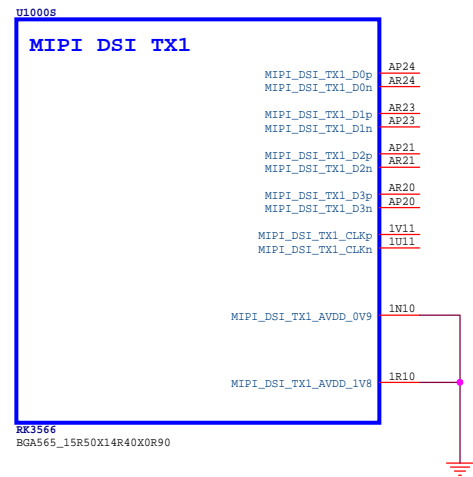 U1000S
MIPI DSI TX1
MIPI_DSI_TX1_D0p AP24
MIPI_DSI_TX1_D0n AR24
MIPI_DSI_TX1_D1p AR23
MIPI_DSI_TX1_D1n AP23
MIPI_DSI_TX1_D2p AP21
MIPI_DSI_TX1_D2n AR21
MIPI_DSI_TX1_D3p AR20
MIPI_DSI_TX1_D3n AP20
MIPI_DSI_TX1_CLKp 1V11
MIPI_DSI_TX1_CLKn 1U11
MIPI_DSI_TX1_AVDD_0V9 1N10
MIPI_DSI_TX1_AVDD_1V8 1R10
RK3566
BGA565_15R50X14R40X0R90